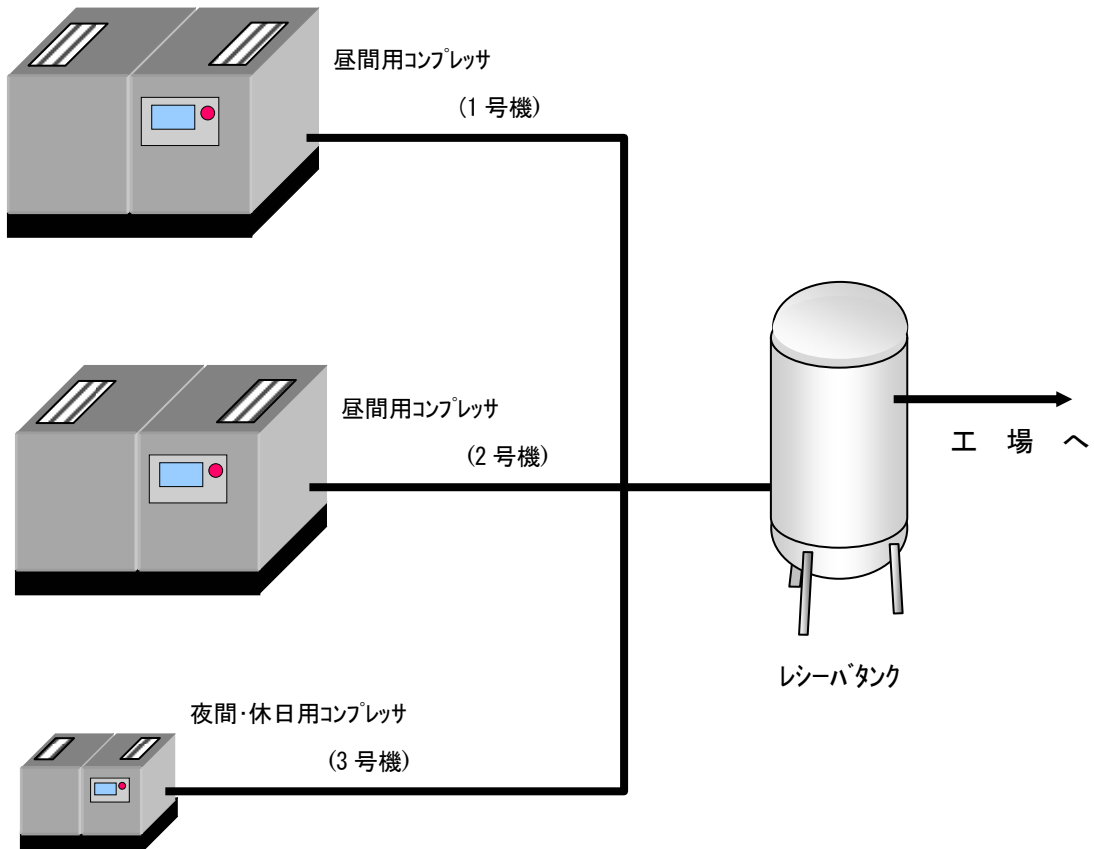 昼間用ｺﾝﾌﾟﾚｯｻ
(1 号機)
昼間用ｺﾝﾌﾟﾚｯｻ
(2 号機)
工 場 へ
ﾚｼｰﾊﾞﾀﾝｸ
夜間･休日用ｺﾝﾌﾟﾚｯｻ
(3 号機)